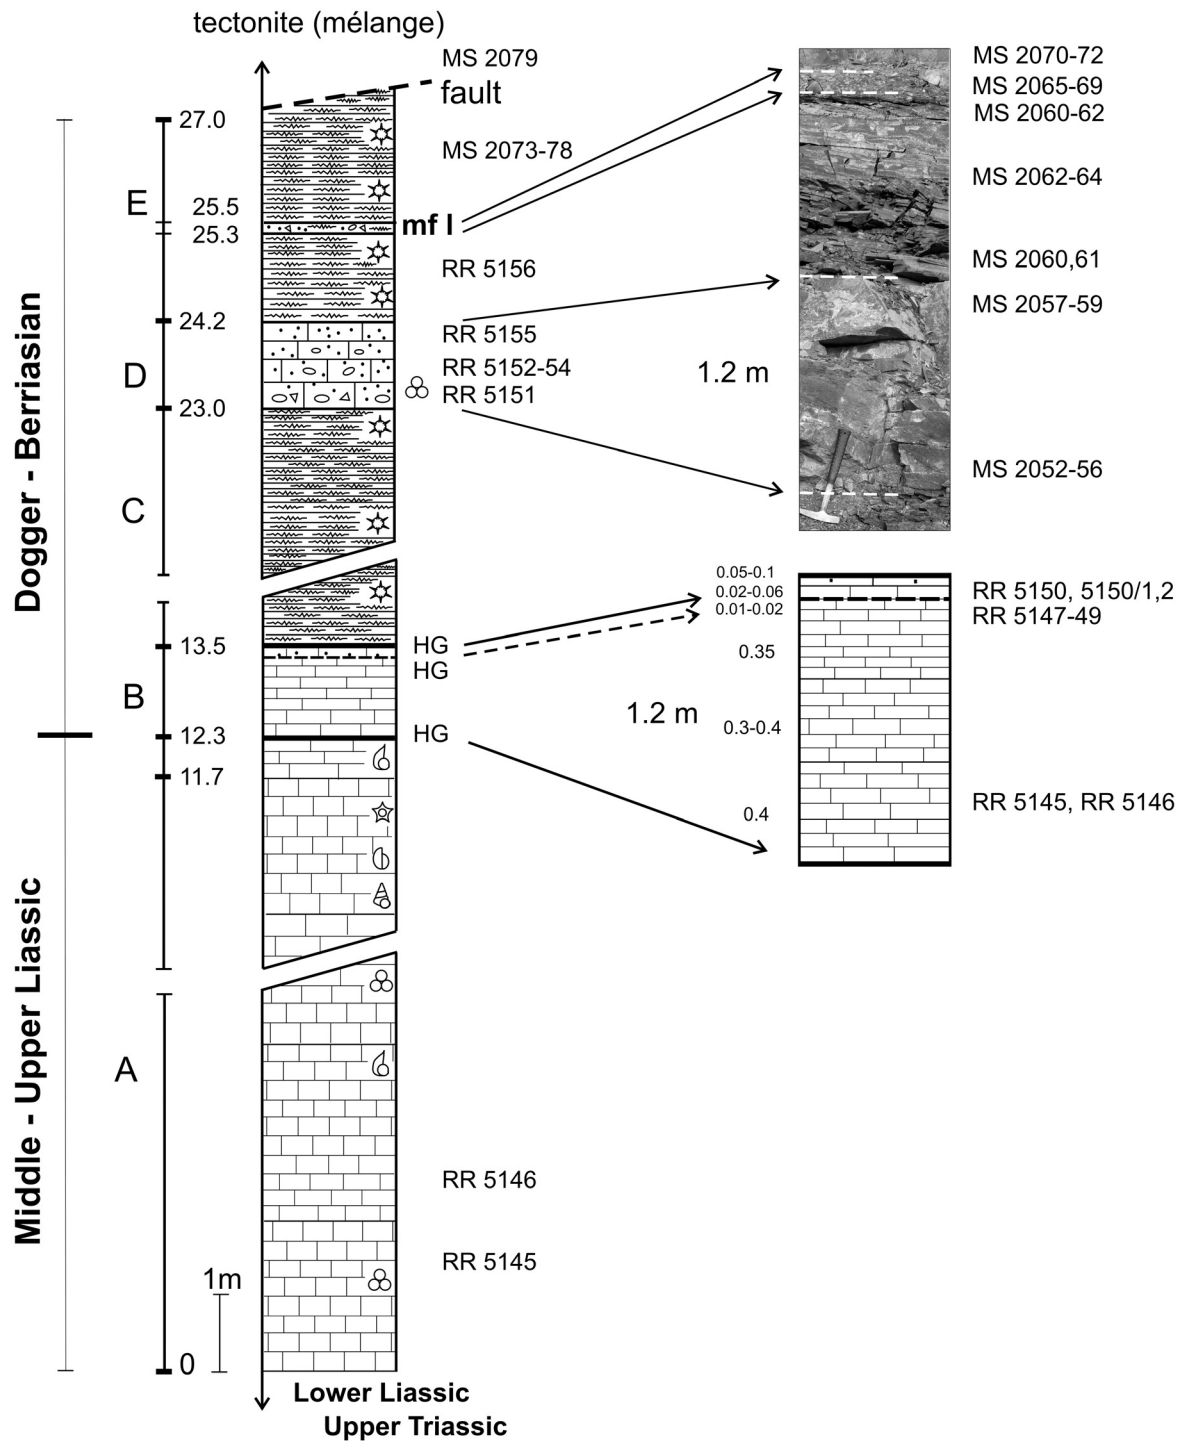 tectonite (mélange)
MS 2079
fault
27.0
MS 2073-78
E
25.5
mf I
25.3
RR 5156
24.2
RR 5155
RR 5152-54
D
RR 5151
23.0
C
Dogger - Berriasian
13.5
HG
HG
B
12.3
HG
11.7
Middle - Upper Liassic
A
RR 5146
RR 5145
1m
0
Lower Liassic
Upper Triassic
MS 2070-72
MS 2065-69
MS 2060-62
MS 2062-64
MS 2060,61
MS 2057-59
1.2 m
MS 2052-56
0.05-0.1
0.02-0.06
0.01-0.02
RR 5150, 5150/1,2
RR 5147-49
0.35
1.2 m
0.3-0.4
0.4
RR 5145, RR 5146